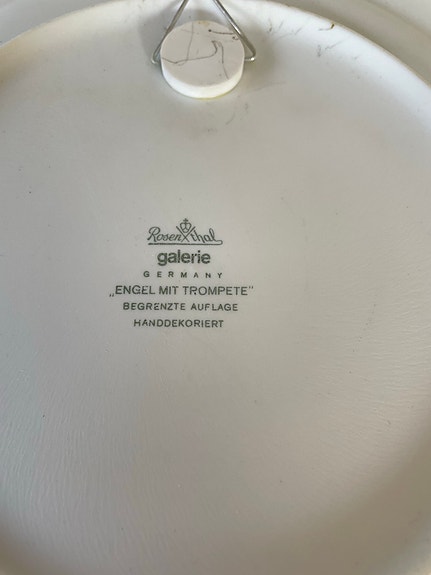 Rosenthal
galerie
GERMANY
„ENGEL MIT TROMPETE"
BEGRENZTE AUFLAGE
HANDDEKORIERT